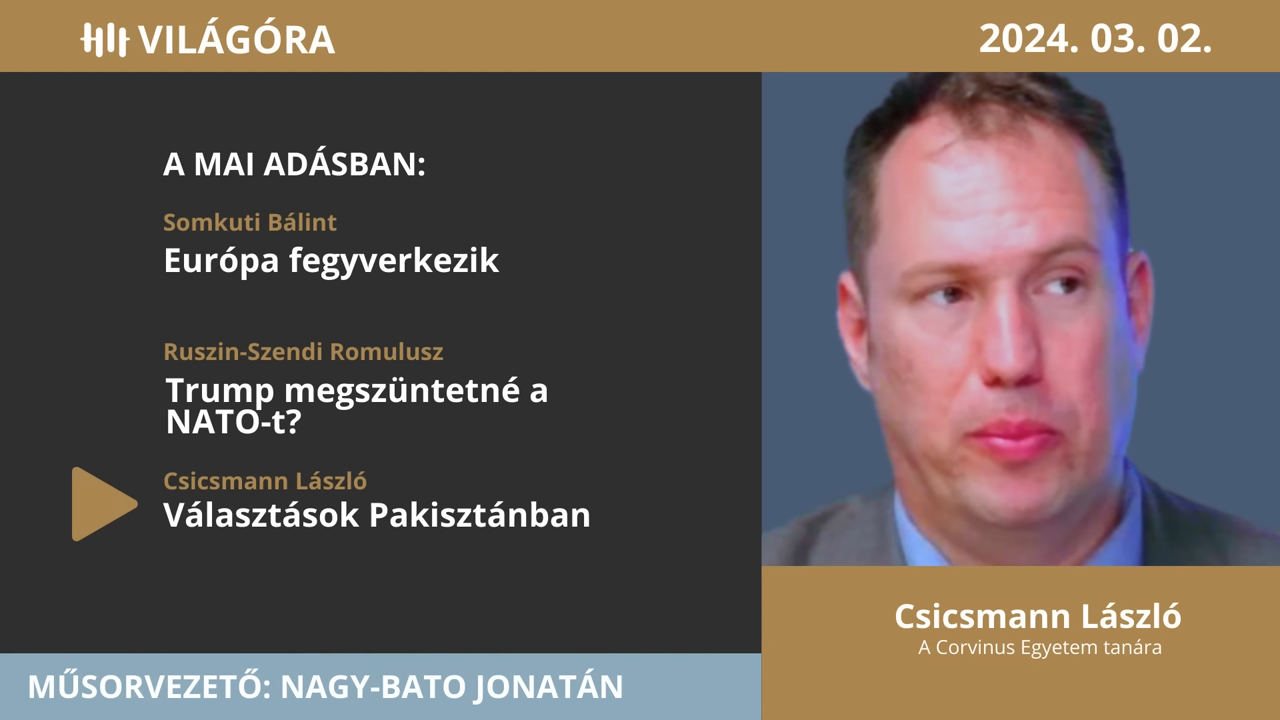 VILÁGÓRA
2024. 03. 02.
A MAI ADÁSBAN:
Somkuti Bálint
Európa fegyverkezik
Ruszin-Szendi Romulusz
Trump megszüntetné a
NATO-t?
Csicsmann László
Választások Pakisztánban
Csicsmann László
A Corvinus Egyetem tanára
MŰSORVEZETŐ: NAGY-BATO JONATÁN